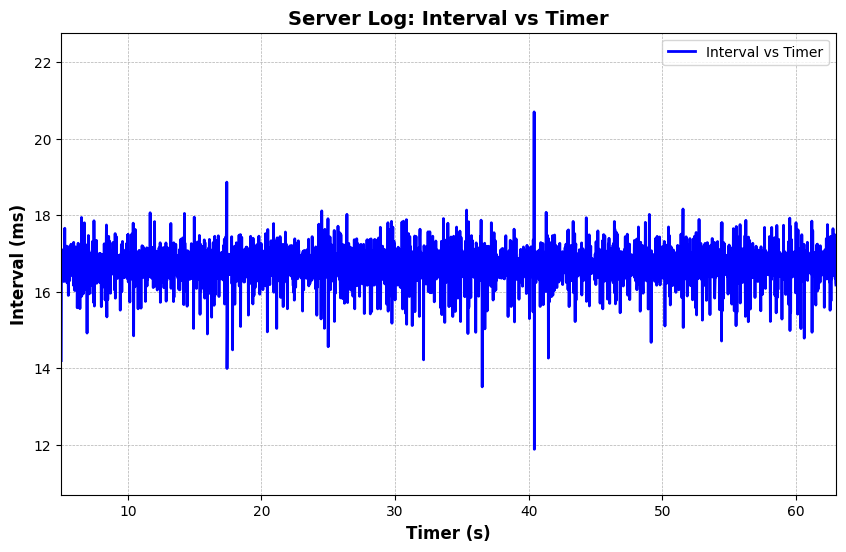 Server Log: Interval vs Timer
Interval vs Timer
22
20
18
16
14
12
Interval (ms)
10 20 30 40 50 60
Timer (s)